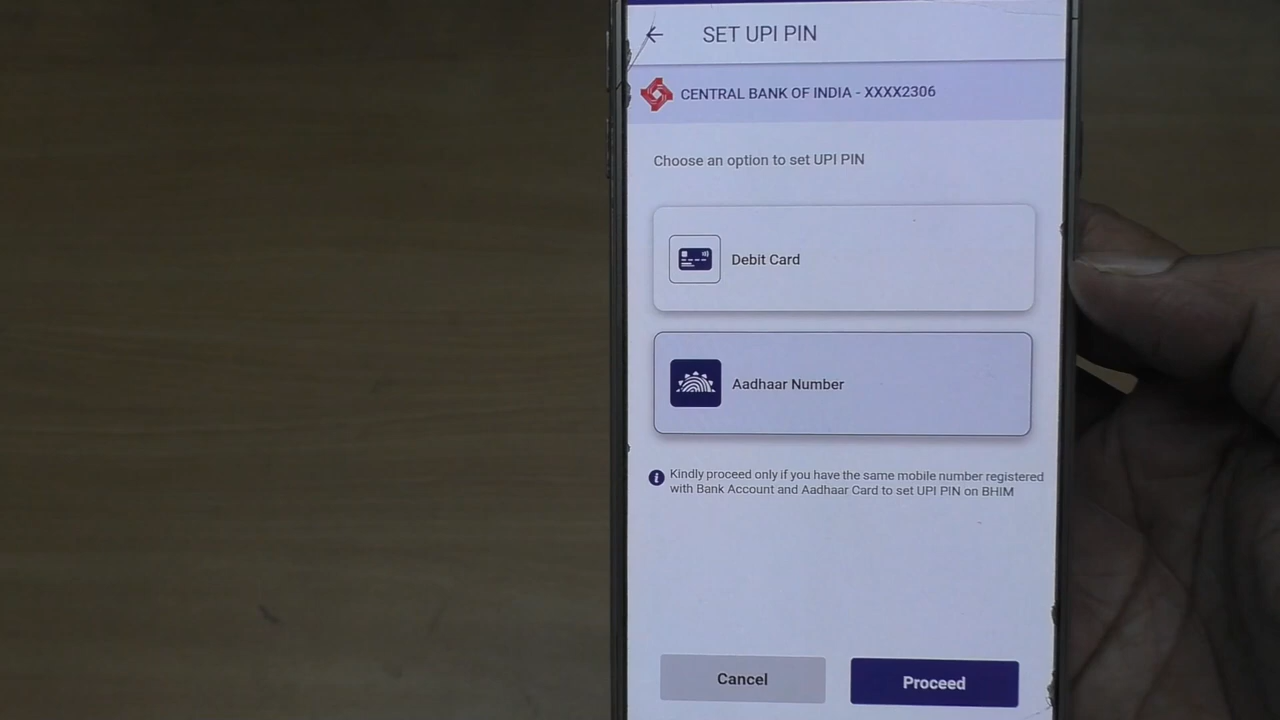 SET UPI PIN
CENTRAL BANK OF INDIA - XXXX2306
Choose an option to set UPI PIN
Debit Card
Aadhaar Number
Kindly proceed only if you have the same mobile number registered
with Bank Account and Aadhaar Card to set UPI PIN on BHIM
Cancel
Proceed